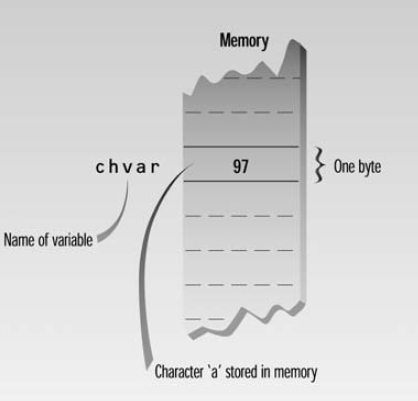 Memory
chvar
97
One byte
Name of variable
Character 'a' stored in memory